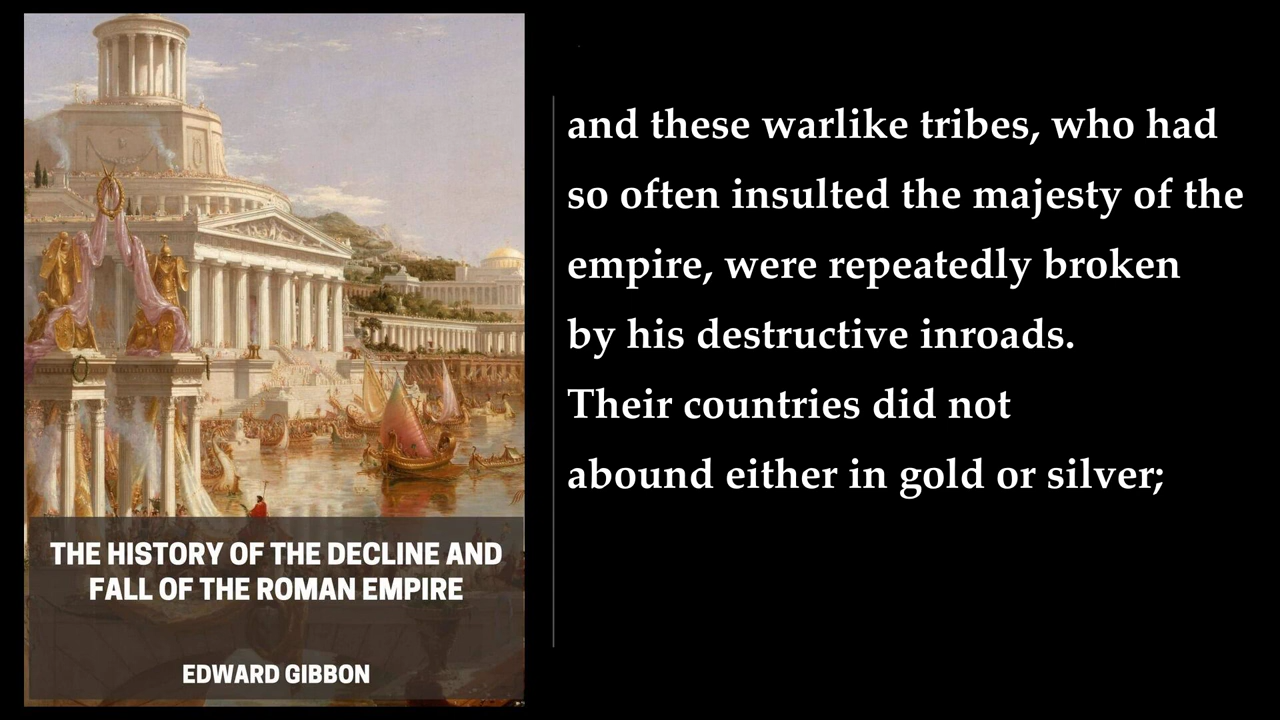 THE HISTORY OF THE DECLINE AND
FALL OF THE ROMAN EMPIRE
EDWARD GIBBON
and these warlike tribes, who had
so often insulted the majesty of the
empire, were repeatedly broken
by his destructive inroads.
Their countries did not
abound either in gold or silver;